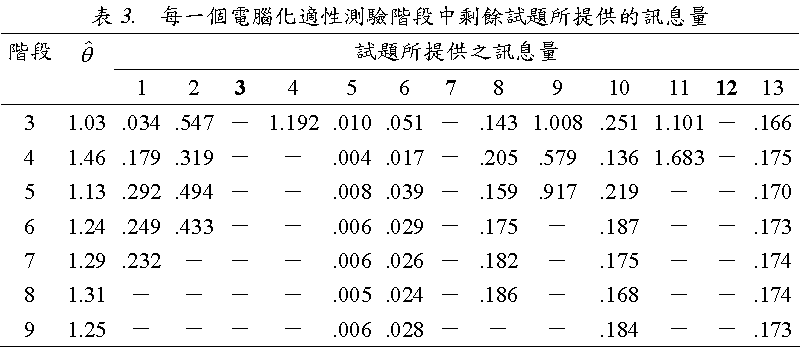 表 3. 每一個電腦化適性測驗階段中剩餘試題所提供的訊息量
階段 θ̂ 試題所提供之訊息量
1 2 3 4 5 6 7 8 9 10 11 12 13
3 1.03 .034 .547 － 1.192 .010 .051 － .143 1.008 .251 1.101 － .166
4 1.46 .179 .319 － － .004 .017 － .205 .579 .136 1.683 － .175
5 1.13 .292 .494 － － .008 .039 － .159 .917 .219 － － .170
6 1.24 .249 .433 － － .006 .029 － .175 － .187 － － .173
7 1.29 .232 － － － .006 .026 － .182 － .175 － － .174
8 1.31 － － － － .005 .024 － .186 － .168 － － .174
9 1.25 － － － － .006 .028 － － － .184 － － .173